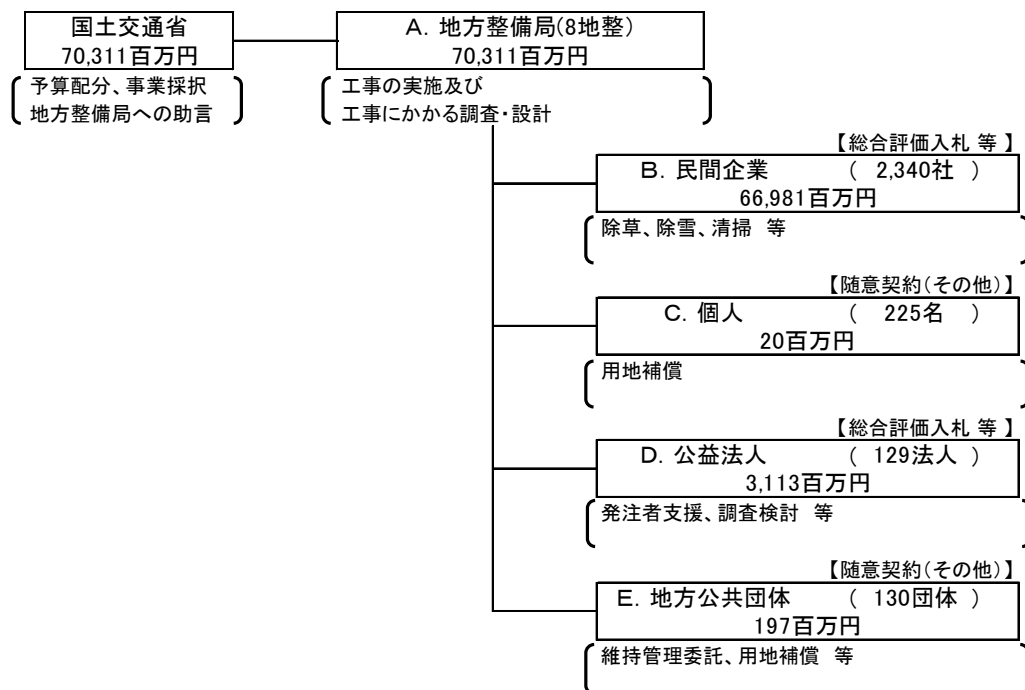 国土交通省
70,311百万円
A. 地方整備局(8地整)
70,311百万円
予算配分、事業採択
地方整備局への助言
工事の実施及び
工事にかかる調査・設計
【総合評価入札 等 】
B. 民間企業 ( 2,340社 )
66,981百万円
除草、除雪、清掃 等
【随意契約(その他)】
C. 個人 ( 225名 )
20百万円
用地補償
【総合評価入札 等 】
D. 公益法人 ( 129法人 )
3,113百万円
発注者支援、調査検討 等
【随意契約(その他)】
E. 地方公共団体 ( 130団体 )
197百万円
維持管理委託、用地補償 等